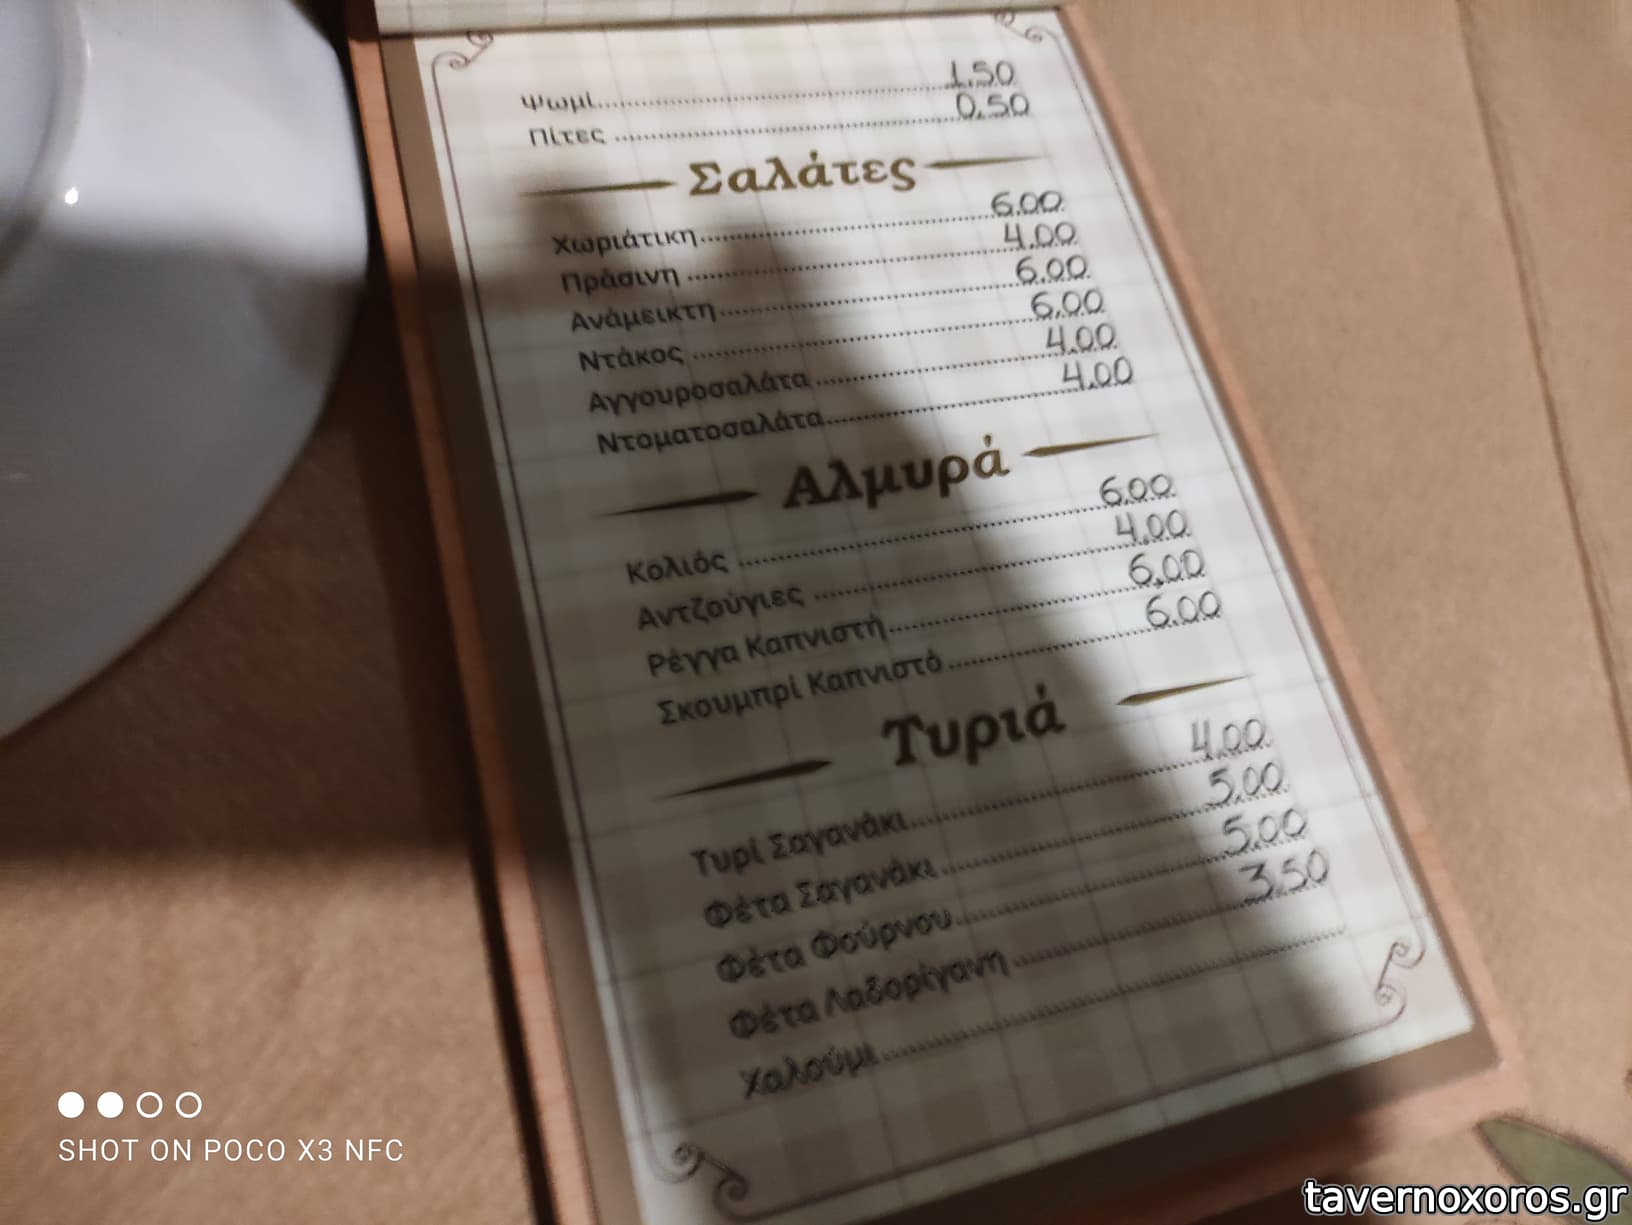 Ψωμί 1.50
Πίτες 0.50
Σαλάτες
Χωριάτικη 6.00
Πράσινη 4.00
Ανάμεικτη 6.00
Ντάκος 6.00
Αγγουροσαλάτα 4.00
Ντοματοσαλάτα 4.00
Αλμυρά
Κολιός 6.00
Αντζούγιες 4.00
Ρέγγα Καπνιστή 6.00
Σκουμπρί Καπνιστό 6.00
Τυριά
Τυρί Σαγανάκι 4.00
Φέτα Σαγανάκι 5.00
Φέτα Φούρνου 5.00
Φέτα Λαδορίγανη 3.50
Χαλούμι
SHOT ON POCO X3 NFC
tavernoxoros.gr